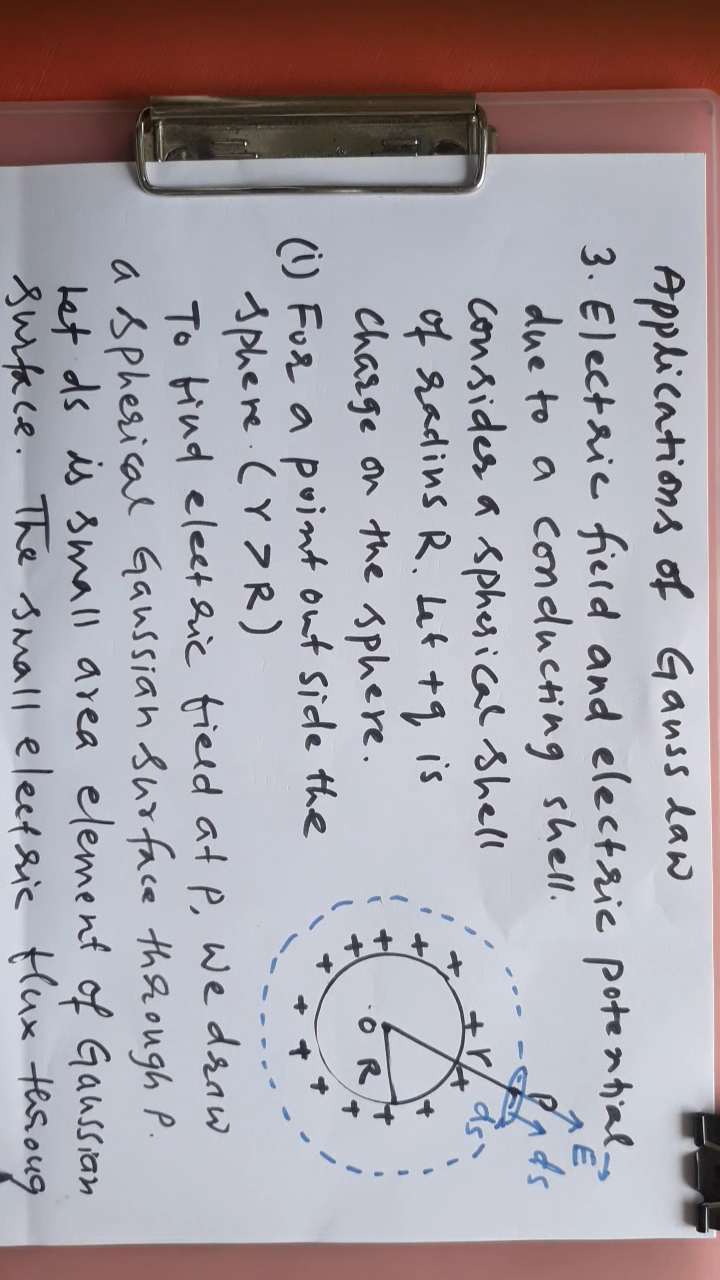 Applications of Gauss law
3. Electric field and electric potential
due to a conducting shell.
consider a spherical shell
of radius R. Let +q is
charge on the sphere.
(i) For a point out side the
sphere. (r > R)
To find electric field at P, we draw
a spherical Gaussian surface through P.
Let ds is small area element of Gaussian
surface. The small electric flux throug
P
E
ds
r
ds
O
R